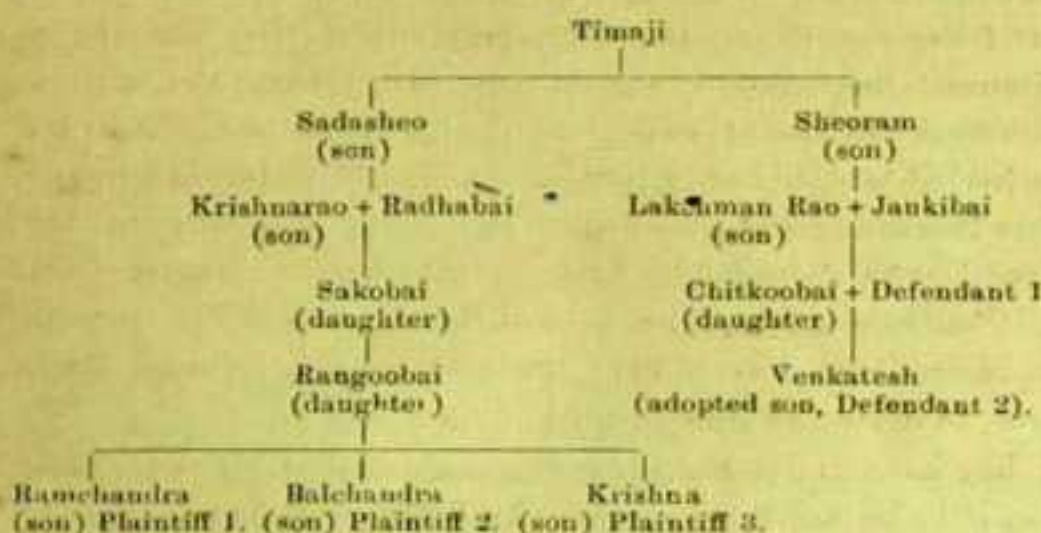 Timaji
Sadasheo Sheoram
(son) (son)
Krishnarao + Radhabai Lakshman Rao + Jankibai
(son) (son)
Sakobai Chitkoobai + Defendant 1
(daughter) (daughter)
Rangoobai Venkatesh
(daughter) (adopted son, Defendant 2).
Ramchandra Balchandra Krishna
(son) Plaintiff 1. (son) Plaintiff 2. (son) Plaintiff 3.